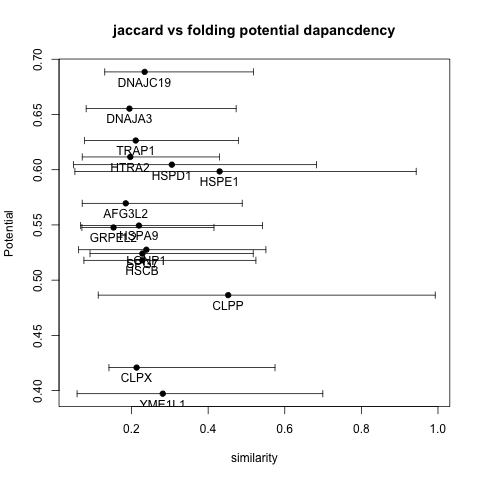 jaccard vs folding potential dapancdency
0.70
0.65
0.60
0.55
0.50
0.45
0.40
Potential
DNAJC19
DNAJA3
TRAP1
HTRA2
HSPD1
HSPE1
AFG3L2
HSPA9
GRPEL2
LONP1
SPG7
HSCB
CLPP
CLPX
YME1L1
0.2 0.4 0.6 0.8 1.0
similarity